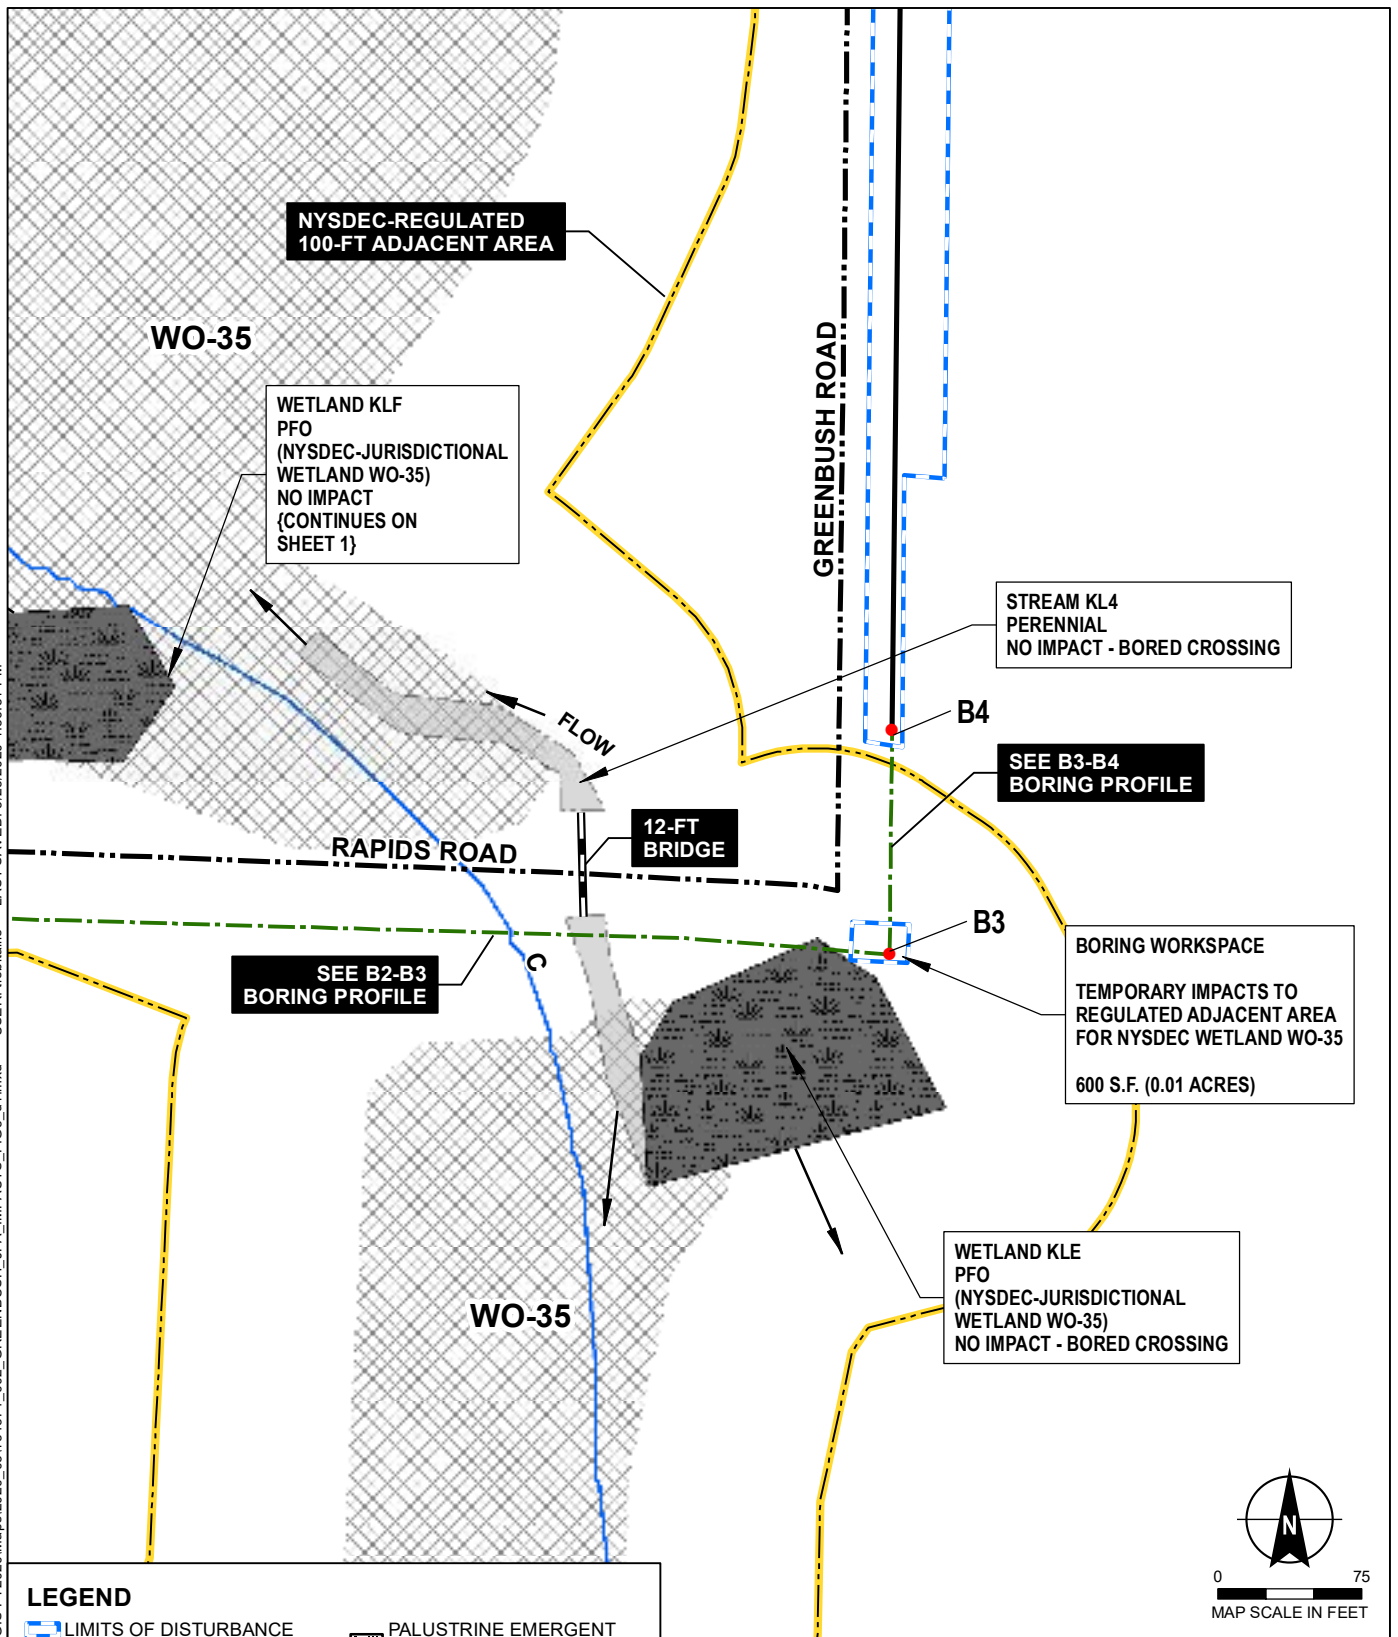 NYSDEC-REGULATED
100-FT ADJACENT AREA
WO-35
WETLAND KLF
PFO
(NYSDEC-JURISDICTIONAL
WETLAND WO-35)
NO IMPACT
{CONTINUES ON
SHEET 1}
GREENBUSH ROAD
STREAM KL4
PERENNIAL
NO IMPACT - BORED CROSSING
FLOW
B4
SEE B3-B4
BORING PROFILE
12-FT
BRIDGE
RAPIDS ROAD
B3
SEE B2-B3
BORING PROFILE
C
BORING WORKSPACE
TEMPORARY IMPACTS TO
REGULATED ADJACENT AREA
FOR NYSDEC WETLAND WO-35
600 S.F. (0.01 ACRES)
WETLAND KLE
PFO
(NYSDEC-JURISDICTIONAL
WETLAND WO-35)
NO IMPACT - BORED CROSSING
WO-35
N
0 75
MAP SCALE IN FEET
LEGEND
LIMITS OF DISTURBANCE
PALUSTRINE EMERGENT